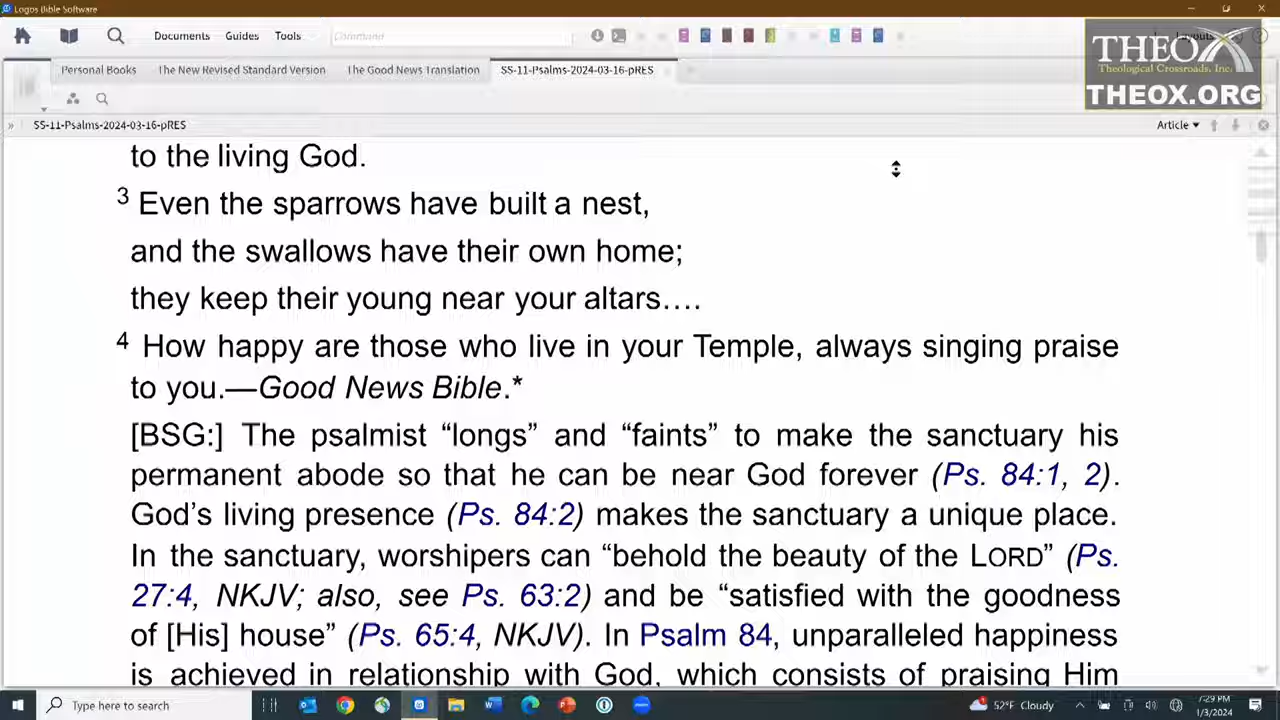 Logos Bible Software
Documents Guides Tools Command Layouts
THEOX
Theological Crossroads, Inc.
THEOX.ORG
Personal Books The New Revised Standard Version The Good News SS-11-Psalms-2024-03-16-pRES
SS-11-Psalms-2024-03-16-pRES Article
to the living God.
3 Even the sparrows have built a nest,
and the swallows have their own home;
they keep their young near your altars….
4 How happy are those who live in your Temple, always singing praise
to you.—Good News Bible.*
[BSG:] The psalmist “longs” and “faints” to make the sanctuary his
permanent abode so that he can be near God forever (Ps. 84:1, 2).
God’s living presence (Ps. 84:2) makes the sanctuary a unique place.
In the sanctuary, worshipers can “behold the beauty of the LORD” (Ps.
27:4, NKJV; also, see Ps. 63:2) and be “satisfied with the goodness
of [His] house” (Ps. 65:4, NKJV). In Psalm 84, unparalleled happiness
is achieved in relationship with God, which consists of praising Him
Type here to search 52°F Cloudy 7:29 PM
1/3/2024